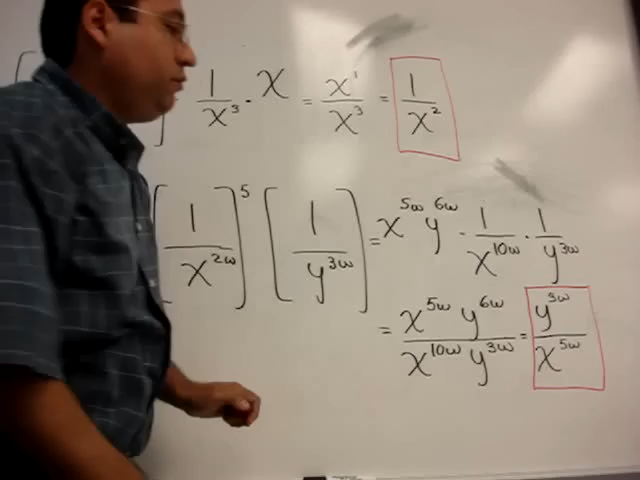 ] 1/x³ · x = x¹/x³ = 1/x²
[1/x^{2w}]⁵ [1/y^{3w}] = x^{5w} y^{6w} · 1/x^{10w} · 1/y^{3w}
= x^{5w} y^{6w}/x^{10w} y^{3w} = y^{3w}/x^{5w}